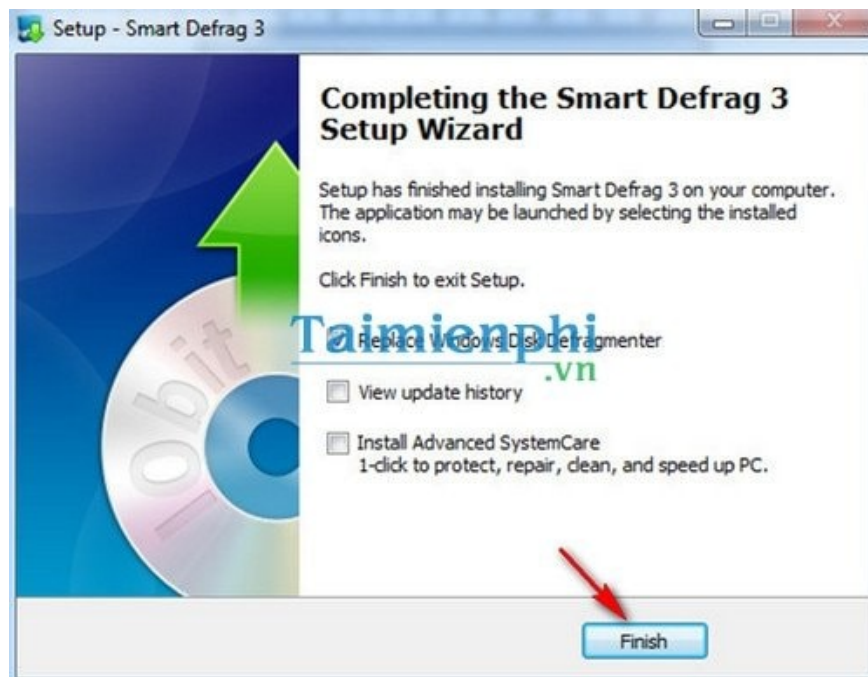 Setup - Smart Defrag 3
Completing the Smart Defrag 3
Setup Wizard
Setup has finished installing Smart Defrag 3 on your computer.
The application may be launched by selecting the installed
icons.
Click Finish to exit Setup.
Taimienphi
.vn
Replace Windows Disk Defragmenter
View update history
Install Advanced SystemCare
1-click to protect, repair, clean, and speed up PC.
IObit
Finish